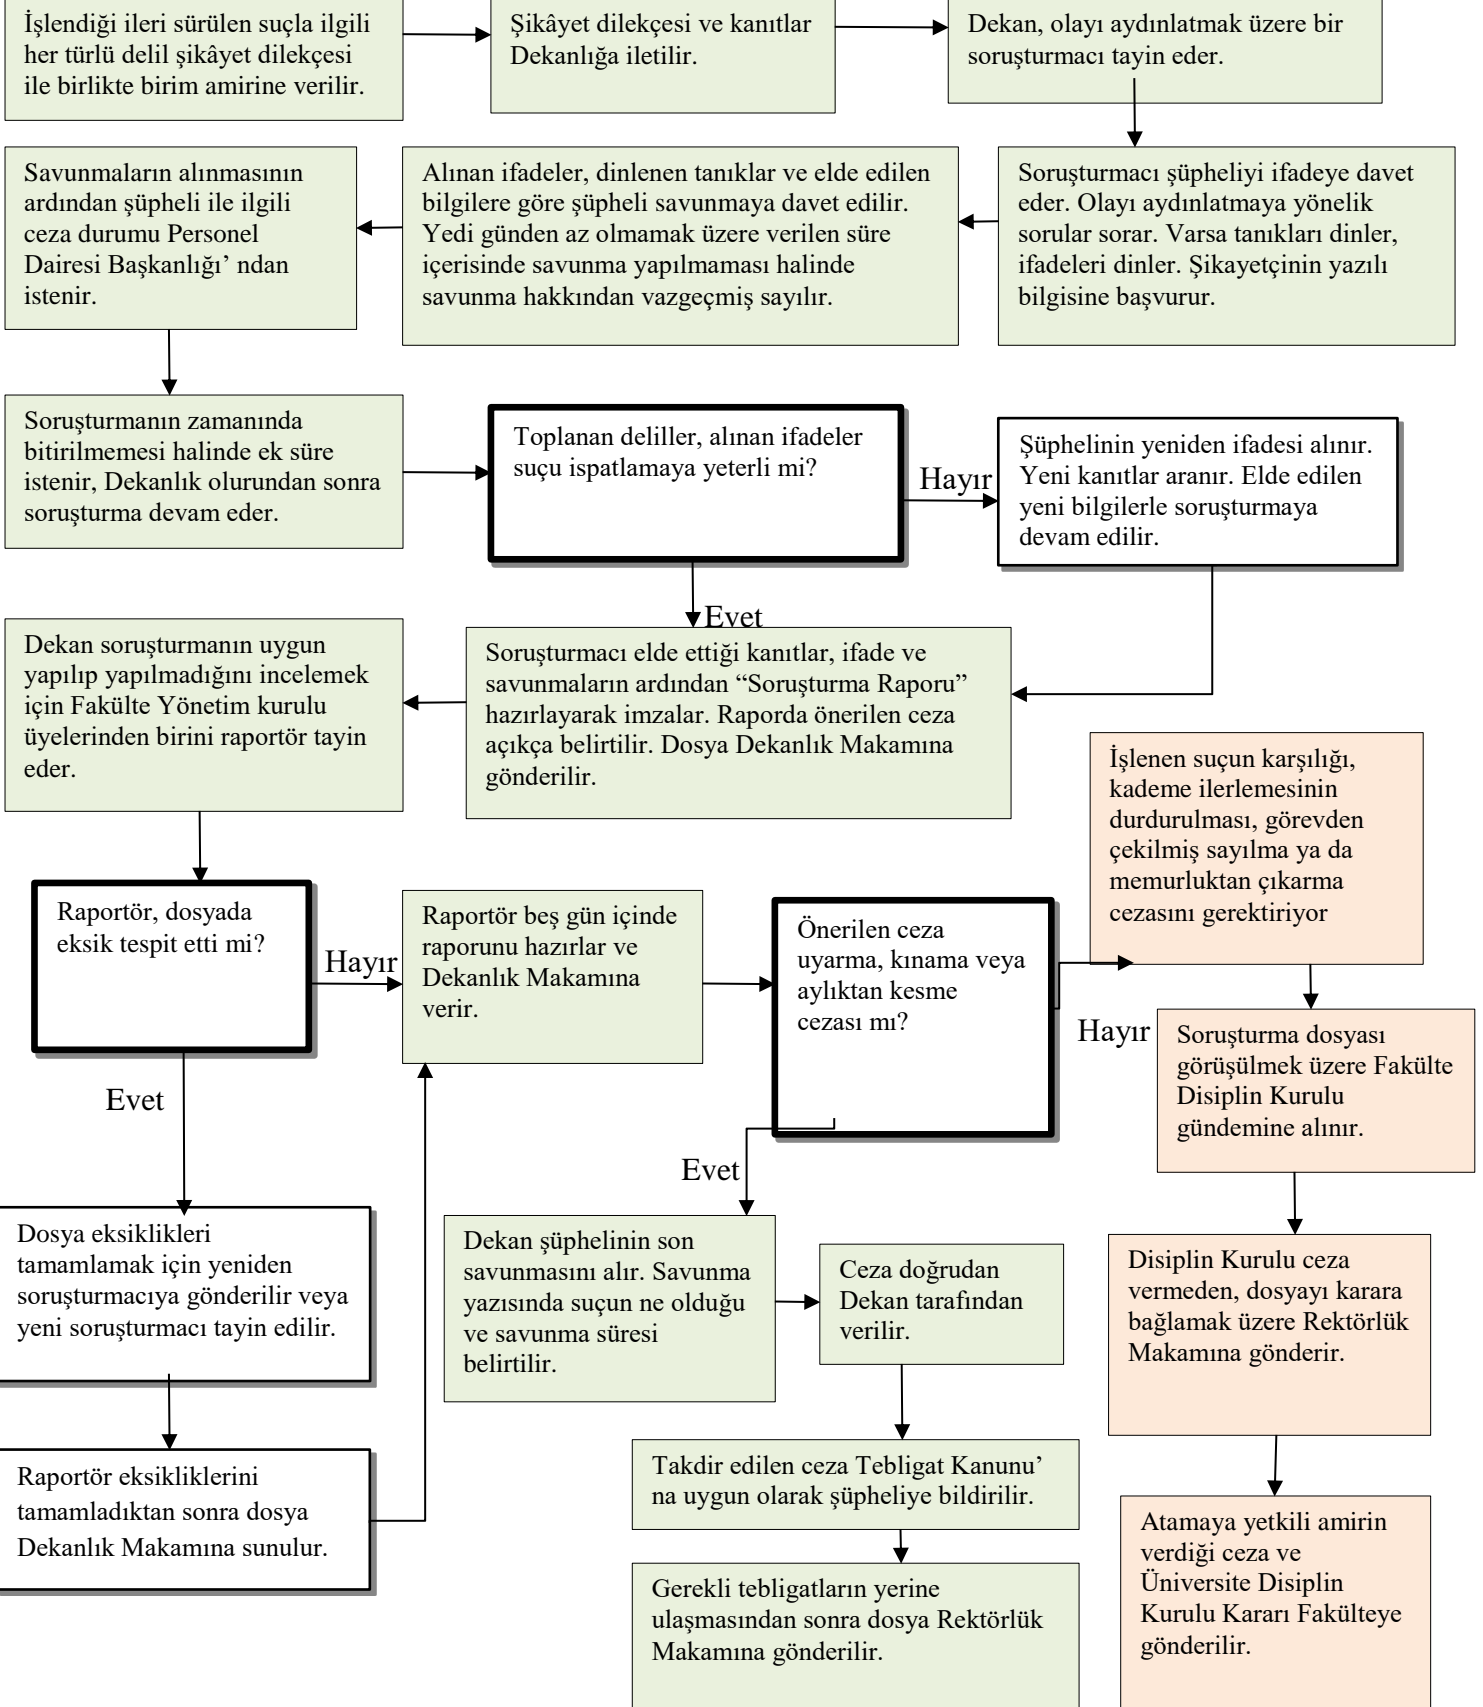 İşlendiği ileri sürülen suçla ilgili
her türlü delil şikâyet dilekçesi
ile birlikte birim amirine verilir.
Şikâyet dilekçesi ve kanıtlar
Dekanlığa iletilir.
Dekan, olayı aydınlatmak üzere bir
soruşturmacı tayin eder.
Soruşturmacı şüpheliyi ifadeye davet
eder. Olayı aydınlatmaya yönelik
sorular sorar. Varsa tanıkları dinler,
ifadeleri dinler. Şikayetçinin yazılı
bilgisine başvurur.
Alınan ifadeler, dinlenen tanıklar ve elde edilen
bilgilere göre şüpheli savunmaya davet edilir.
Yedi günden az olmamak üzere verilen süre
içerisinde savunma yapılmaması halinde
savunma hakkından vazgeçmiş sayılır.
Savunmaların alınmasının
ardından şüpheli ile ilgili
ceza durumu Personel
Dairesi Başkanlığı’ ndan
istenir.
Soruşturmanın zamanında
bitirilmemesi halinde ek süre
istenir, Dekanlık olurundan sonra
soruşturma devam eder.
Toplanan deliller, alınan ifadeler
suçu ispatlamaya yeterli mi?
Hayır
Şüphelinin yeniden ifadesi alınır.
Yeni kanıtlar aranır. Elde edilen
yeni bilgilerle soruşturmaya
devam edilir.
Evet
Soruşturmacı elde ettiği kanıtlar, ifade ve
savunmaların ardından “Soruşturma Raporu”
hazırlayarak imzalar. Raporda önerilen ceza
açıkça belirtilir. Dosya Dekanlık Makamına
gönderilir.
Dekan soruşturmanın uygun
yapılıp yapılmadığını incelemek
için Fakülte Yönetim kurulu
üyelerinden birini raportör tayin
eder.
Raportör, dosyada
eksik tespit etti mi?
Hayır
Raportör beş gün içinde
raporunu hazırlar ve
Dekanlık Makamına
verir.
Önerilen ceza
uyarma, kınama veya
aylıktan kesme
cezası mı?
İşlenen suçun karşılığı,
kademe ilerlemesinin
durdurulması, görevden
çekilmiş sayılma ya da
memurluktan çıkarma
cezasını gerektiriyor
Hayır
Soruşturma dosyası
görüşülmek üzere Fakülte
Disiplin Kurulu
gündemine alınır.
Evet
Evet
Dosya eksiklikleri
tamamlamak için yeniden
soruşturmacıya gönderilir veya
yeni soruşturmacı tayin edilir.
Dekan şüphelinin son
savunmasını alır. Savunma
yazısında suçun ne olduğu
ve savunma süresi
belirtilir.
Ceza doğrudan
Dekan tarafından
verilir.
Disiplin Kurulu ceza
vermeden, dosyayı karara
bağlamak üzere Rektörlük
Makamına gönderir.
Raportör eksikliklerini
tamamladıktan sonra dosya
Dekanlık Makamına sunulur.
Takdir edilen ceza Tebligat Kanunu’
na uygun olarak şüpheliye bildirilir.
Atamaya yetkili amirin
verdiği ceza ve
Üniversite Disiplin
Kurulu Kararı Fakülteye
gönderilir.
Gerekli tebligatların yerine
ulaşmasından sonra dosya Rektörlük
Makamına gönderilir.